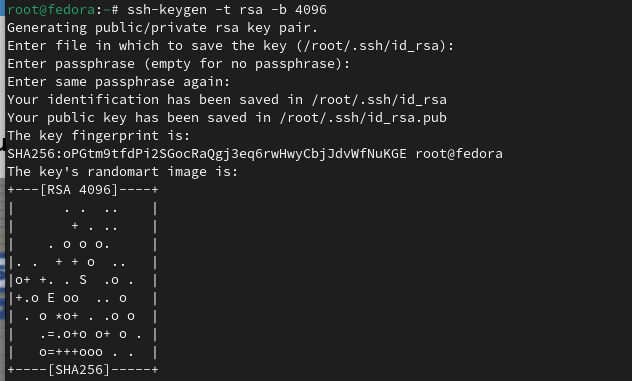 root@fedora:~# ssh-keygen -t rsa -b 4096
Generating public/private rsa key pair.
Enter file in which to save the key (/root/.ssh/id_rsa):
Enter passphrase (empty for no passphrase):
Enter same passphrase again:
Your identification has been saved in /root/.ssh/id_rsa
Your public key has been saved in /root/.ssh/id_rsa.pub
The key fingerprint is:
SHA256:oPGtm9tfdPi2SGocRaQgj3eq6rwHwyCbjJdvWfNuKGE root@fedora
The key's randomart image is:
+---[RSA 4096]----+
|      . .  ..    |
|       + . ..    |
|    . o o o.     |
|. .  + + o  ..   |
|o+ +. . S  .o .  |
|+.o E oo  .. o   |
| . o *o+ . .o o  |
|   .=.o+o o+ o . |
|   o=+++ooo . .  |
+----[SHA256]-----+